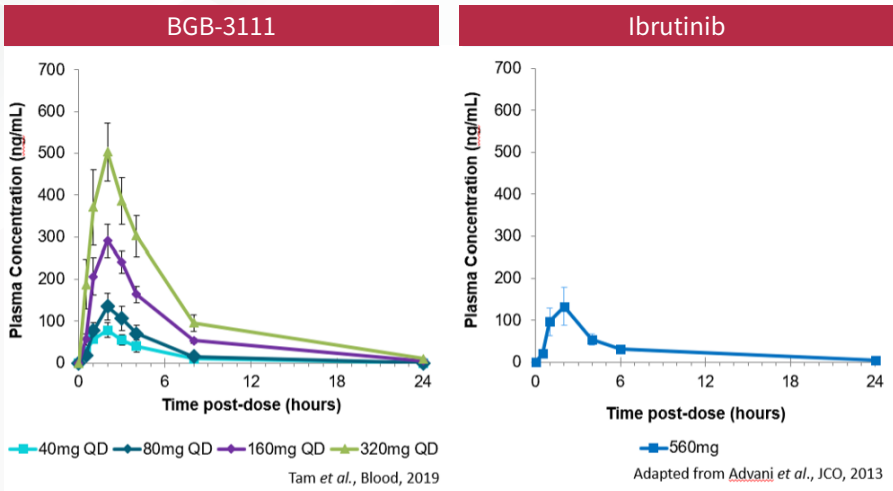 BGB-3111
Ibrutinib
Plasma Concentration (ng/mL)
700
600
500
400
300
200
100
0
0 6 12 18 24
Time post-dose (hours)
40mg QD 80mg QD 160mg QD 320mg QD
Tam et al., Blood, 2019
Plasma Concentration (ng/mL)
700
600
500
400
300
200
100
0
0 6 12 18 24
Time post-dose (hours)
560mg
Adapted from Advani et al., JCO, 2013